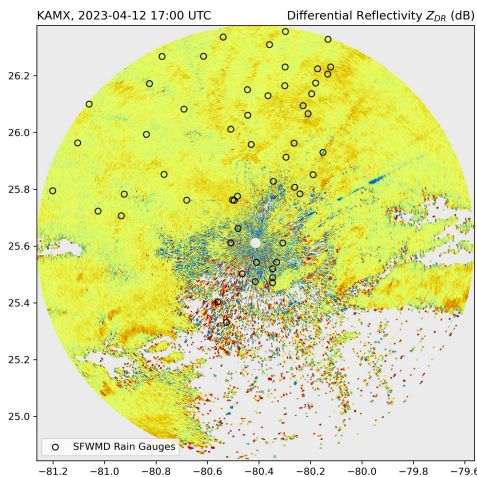 KAMX, 2023-04-12 17:00 UTC
Differential Reflectivity Z_DR (dB)
26.2
26.0
25.8
25.6
25.4
25.2
25.0
SFWMD Rain Gauges
−81.2 −81.0 −80.8 −80.6 −80.4 −80.2 −80.0 −79.8 −79.6